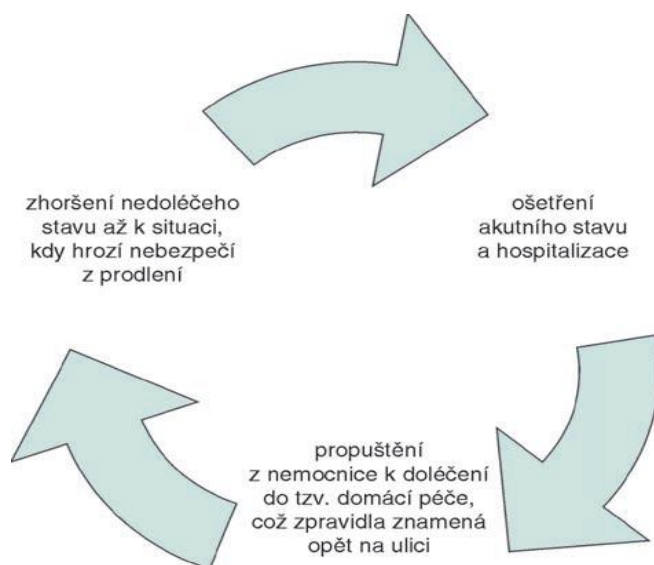 zhoršení nedoléčeho
stavu až k situaci,
kdy hrozí nebezpečí
z prodlení
ošetření
akutního stavu
a hospitalizace
propuštění
z nemocnice k doléčení
do tzv. domácí péče,
což zpravidla znamená
opět na ulici